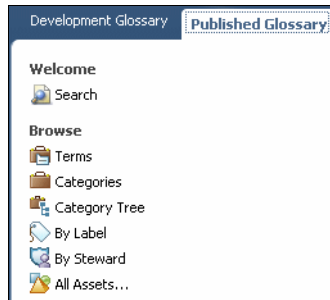 Development Glossary
Published Glossary
Welcome
Search
Browse
Terms
Categories
Category Tree
By Label
By Steward
All Assets...